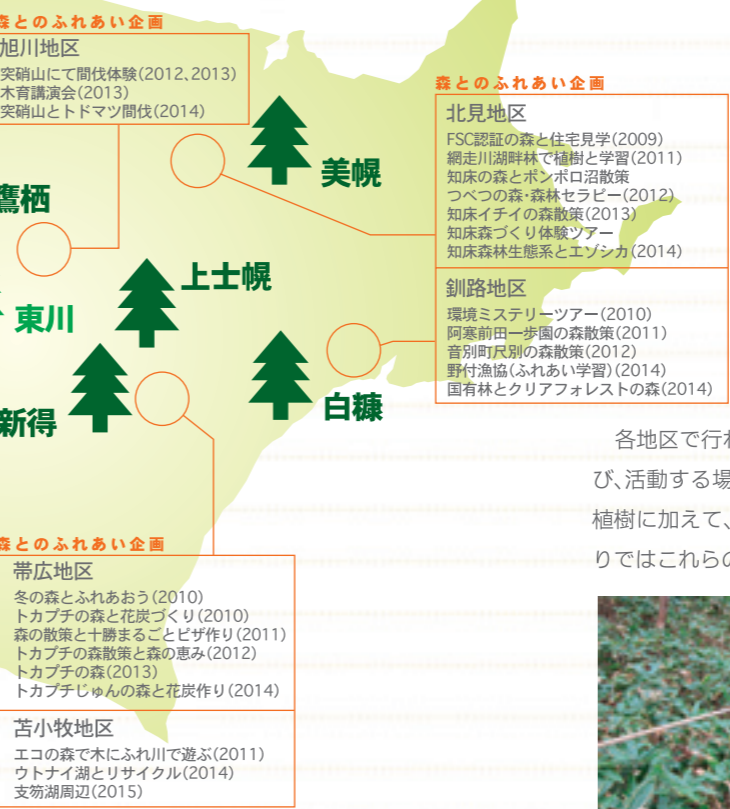 森とのふれあい企画
旭川地区
突硝山にて間伐体験(2012、2013)
木育講演会(2013)
突硝山とトドマツ間伐(2014)
鷹栖
東川
美幌
上士幌
新得
白糠
森とのふれあい企画
北見地区
FSC認証の森と住宅見学(2009)
網走川湖畔林で植樹と学習(2011)
知床の森とポンポロ沼散策
つべつの森・森林セラピー(2012)
知床イチイの森散策(2013)
知床森づくり体験ツアー
知床森林生態系とエゾシカ(2014)
釧路地区
環境ミステリーツアー(2010)
阿寒前田一歩園の森散策(2011)
音別町尺別の森散策(2012)
野付漁協(ふれあい学習)(2014)
国有林とクリアフォレストの森(2014)
各地区で行わ
び、活動する場
植樹に加えて、
りではこれらの
森とのふれあい企画
帯広地区
冬の森とふれあおう(2010)
トカプチの森と花炭づくり(2010)
森の散策と十勝まるごとピザ作り(2011)
トカプチの森散策と森の恵み(2012)
トカプチの森(2013)
トカプチじゅんの森と花炭作り(2014)
苫小牧地区
エコの森で木にふれ川で遊ぶ(2011)
ウトナイ湖とリサイクル(2014)
支笏湖周辺(2015)